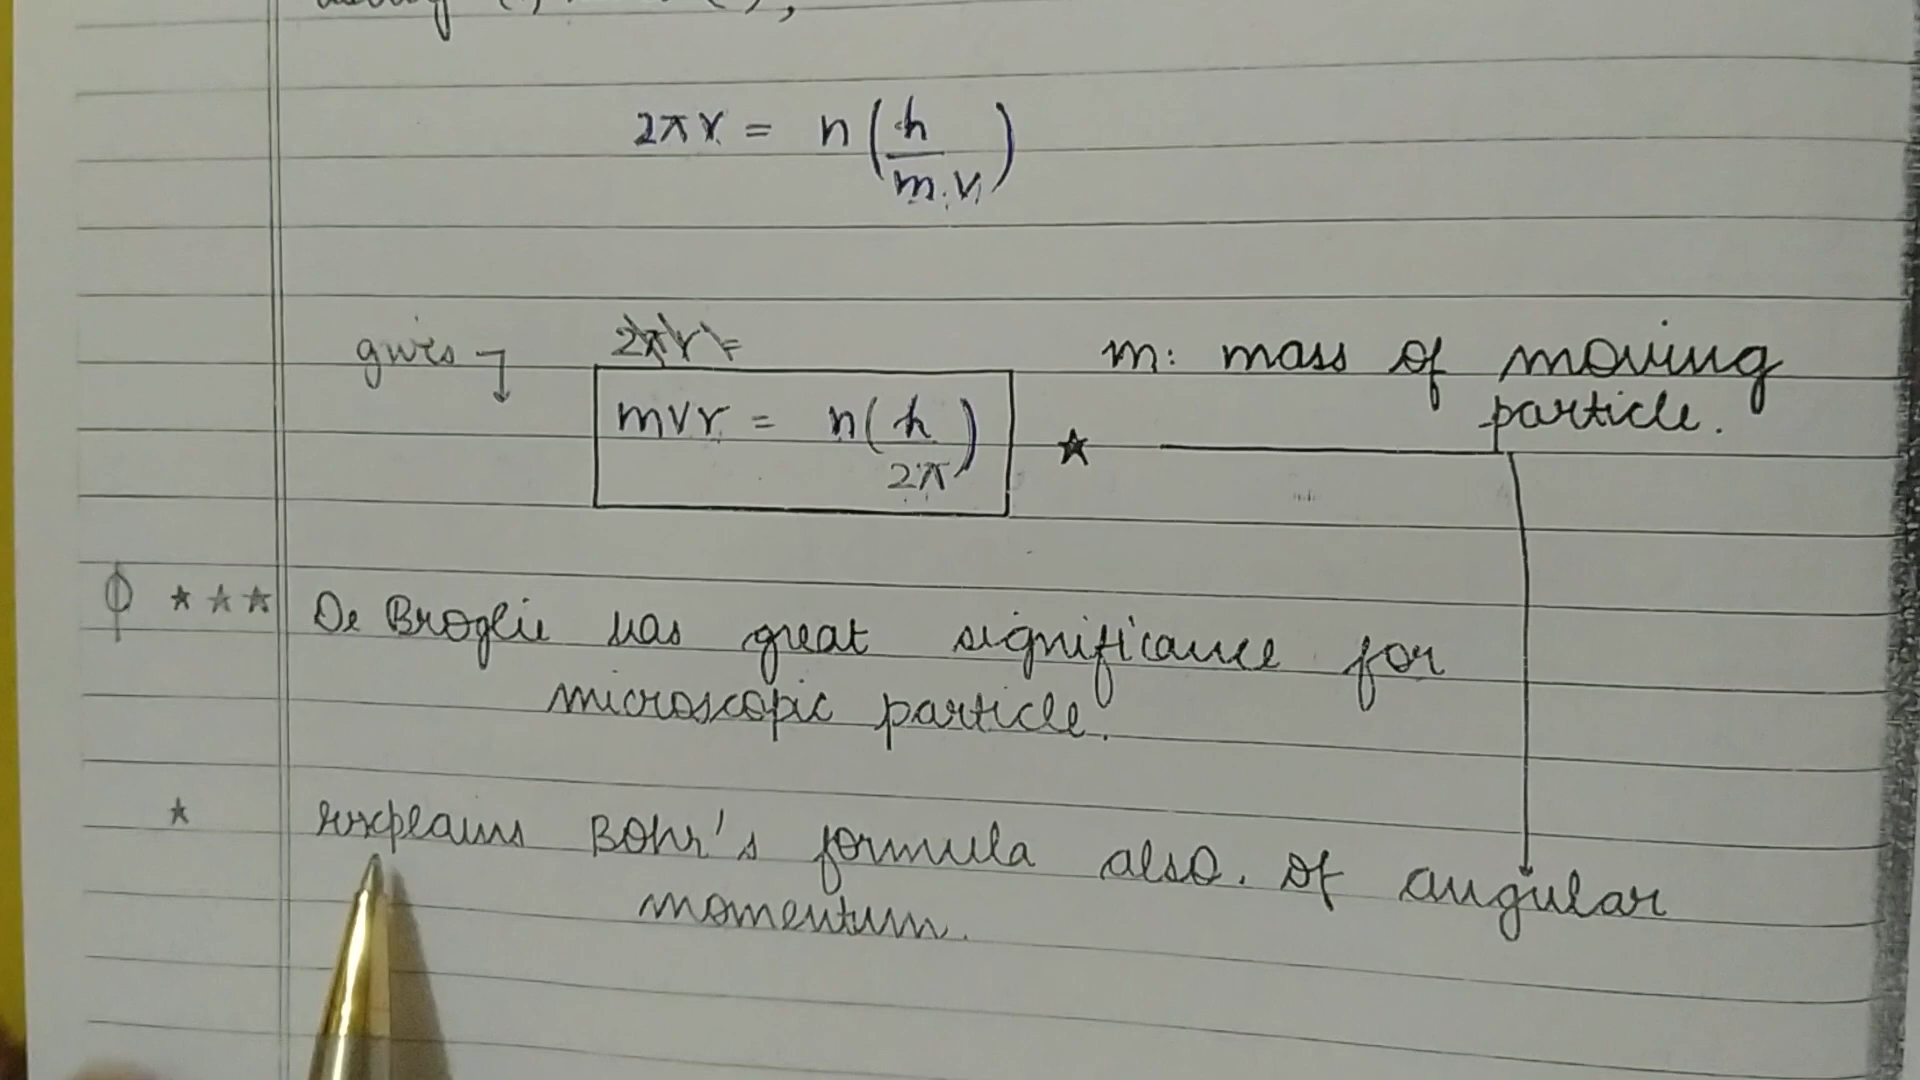 2πr = n(h/m.v)
gives
2πr =
m: mass of moving
particle.
mvr = n(h/2π)
De Broglie has great significance for
microscopic particle.
explains Bohr's formula also. of angular
momentum.